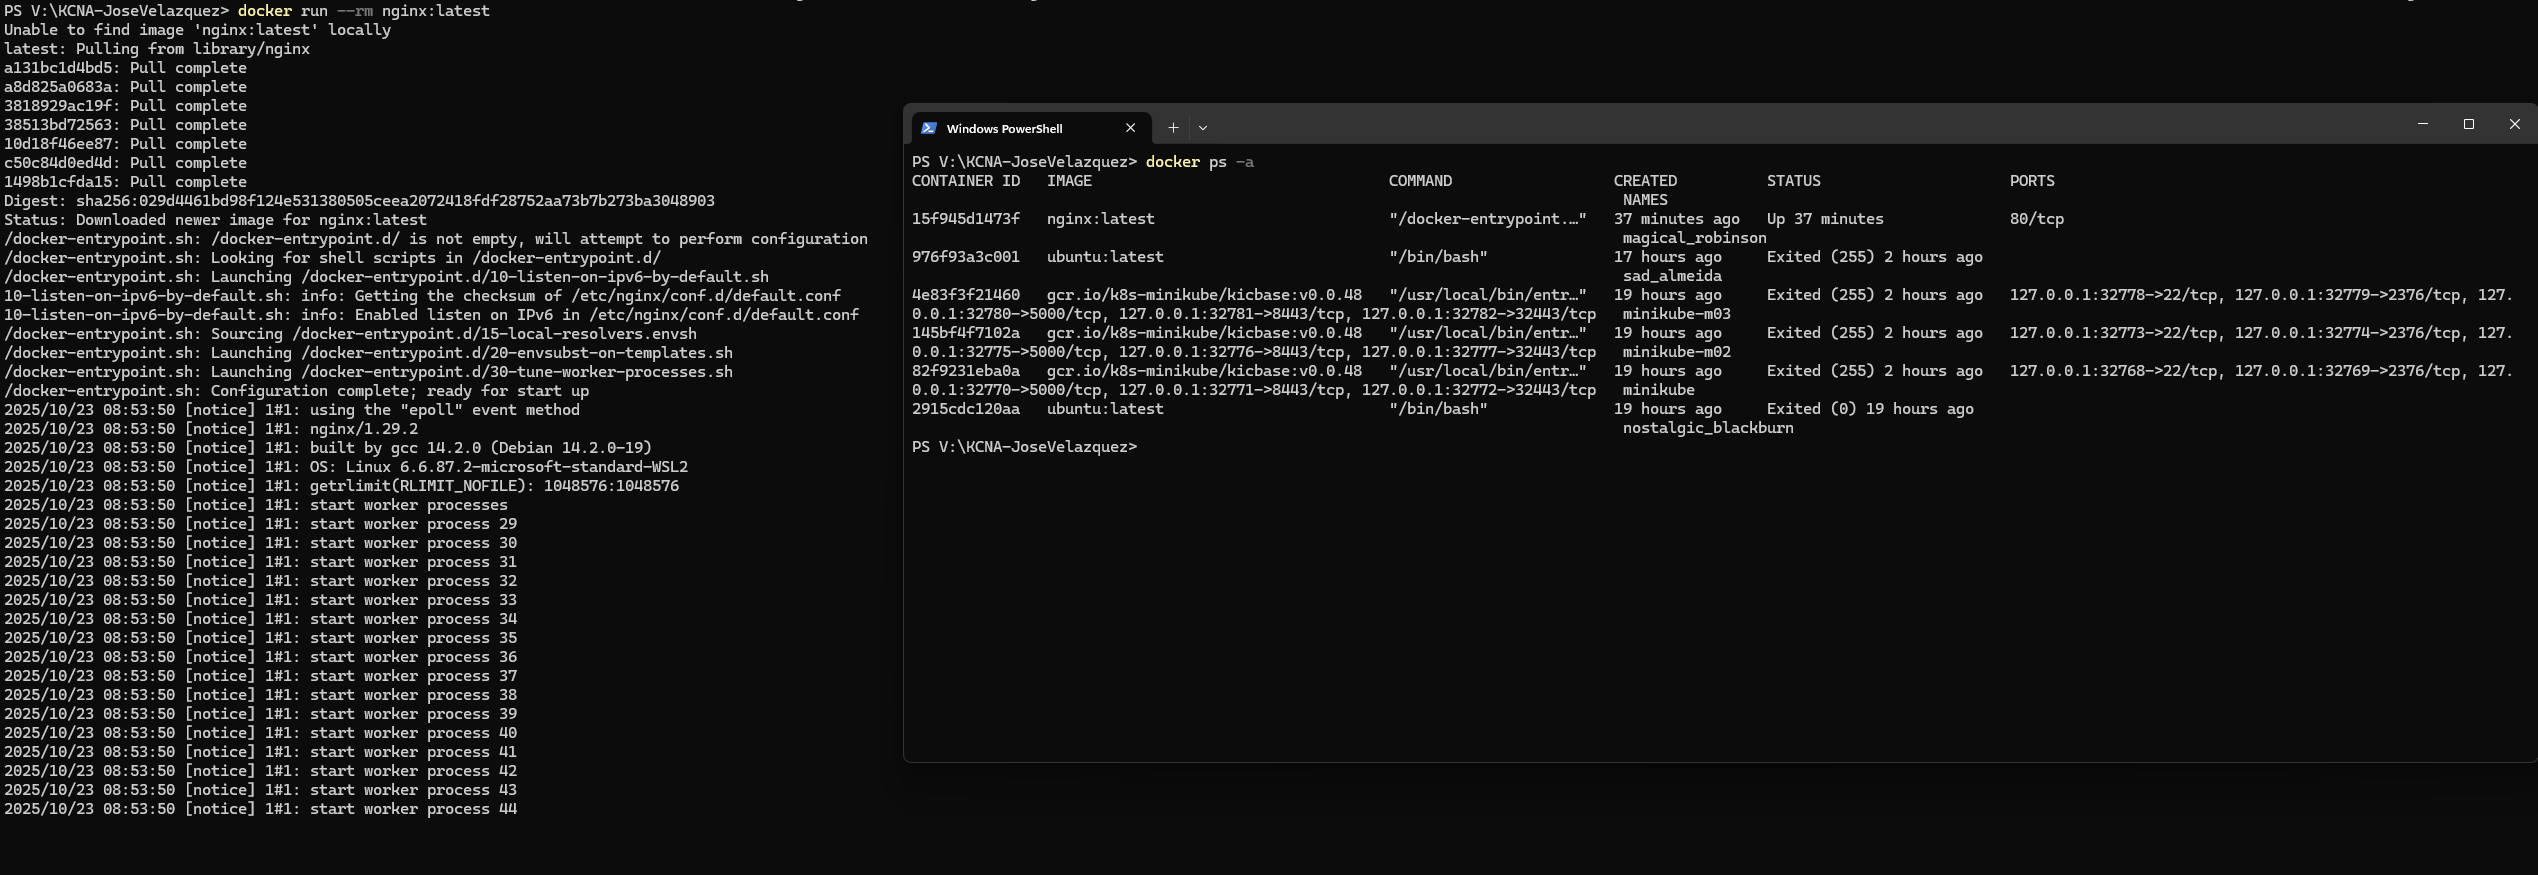 PS V:\KCNA-JoseVelazquez> docker run --rm nginx:latest
Unable to find image 'nginx:latest' locally
latest: Pulling from library/nginx
a131bc1d4bd5: Pull complete
a8d825a0683a: Pull complete
3818929ac19f: Pull complete
38513bd72563: Pull complete
10d18f46ee87: Pull complete
c50c84d0ed4d: Pull complete
1498b1cfda15: Pull complete
Digest: sha256:029d4461bd98f124e531380505ceea2072418fdf28752aa73b7b273ba3048903
Status: Downloaded newer image for nginx:latest
/docker-entrypoint.sh: /docker-entrypoint.d/ is not empty, will attempt to perform configuration
/docker-entrypoint.sh: Looking for shell scripts in /docker-entrypoint.d/
/docker-entrypoint.sh: Launching /docker-entrypoint.d/10-listen-on-ipv6-by-default.sh
10-listen-on-ipv6-by-default.sh: info: Getting the checksum of /etc/nginx/conf.d/default.conf
10-listen-on-ipv6-by-default.sh: info: Enabled listen on IPv6 in /etc/nginx/conf.d/default.conf
/docker-entrypoint.sh: Sourcing /docker-entrypoint.d/15-local-resolvers.envsh
/docker-entrypoint.sh: Launching /docker-entrypoint.d/20-envsubst-on-templates.sh
/docker-entrypoint.sh: Launching /docker-entrypoint.d/30-tune-worker-processes.sh
/docker-entrypoint.sh: Configuration complete; ready for start up
2025/10/23 08:53:50 [notice] 1#1: using the "epoll" event method
2025/10/23 08:53:50 [notice] 1#1: nginx/1.29.2
2025/10/23 08:53:50 [notice] 1#1: built by gcc 14.2.0 (Debian 14.2.0-19)
2025/10/23 08:53:50 [notice] 1#1: OS: Linux 6.6.87.2-microsoft-standard-WSL2
2025/10/23 08:53:50 [notice] 1#1: getrlimit(RLIMIT_NOFILE): 1048576:1048576
2025/10/23 08:53:50 [notice] 1#1: start worker processes
2025/10/23 08:53:50 [notice] 1#1: start worker process 29
2025/10/23 08:53:50 [notice] 1#1: start worker process 30
2025/10/23 08:53:50 [notice] 1#1: start worker process 31
2025/10/23 08:53:50 [notice] 1#1: start worker process 32
2025/10/23 08:53:50 [notice] 1#1: start worker process 33
2025/10/23 08:53:50 [notice] 1#1: start worker process 34
2025/10/23 08:53:50 [notice] 1#1: start worker process 35
2025/10/23 08:53:50 [notice] 1#1: start worker process 36
2025/10/23 08:53:50 [notice] 1#1: start worker process 37
2025/10/23 08:53:50 [notice] 1#1: start worker process 38
2025/10/23 08:53:50 [notice] 1#1: start worker process 39
2025/10/23 08:53:50 [notice] 1#1: start worker process 40
2025/10/23 08:53:50 [notice] 1#1: start worker process 41
2025/10/23 08:53:50 [notice] 1#1: start worker process 42
2025/10/23 08:53:50 [notice] 1#1: start worker process 43
2025/10/23 08:53:50 [notice] 1#1: start worker process 44
Windows PowerShell
PS V:\KCNA-JoseVelazquez> docker ps -a
CONTAINER ID   IMAGE   COMMAND   CREATED   STATUS   PORTS
NAMES
15f945d1473f   nginx:latest   "/docker-entrypoint.…"   37 minutes ago   Up 37 minutes   80/tcp
magical_robinson
976f93a3c001   ubuntu:latest   "/bin/bash"   17 hours ago   Exited (255) 2 hours ago
sad_almeida
4e83f3f21460   gcr.io/k8s-minikube/kicbase:v0.0.48   "/usr/local/bin/entr…"   19 hours ago   Exited (255) 2 hours ago   127.0.0.1:32778->22/tcp, 127.0.0.1:32779->2376/tcp, 127.
0.0.1:32780->5000/tcp, 127.0.0.1:32781->8443/tcp, 127.0.0.1:32782->32443/tcp   minikube-m03
145bf4f7102a   gcr.io/k8s-minikube/kicbase:v0.0.48   "/usr/local/bin/entr…"   19 hours ago   Exited (255) 2 hours ago   127.0.0.1:32773->22/tcp, 127.0.0.1:32774->2376/tcp, 127.
0.0.1:32775->5000/tcp, 127.0.0.1:32776->8443/tcp, 127.0.0.1:32777->32443/tcp   minikube-m02
82f9231eba0a   gcr.io/k8s-minikube/kicbase:v0.0.48   "/usr/local/bin/entr…"   19 hours ago   Exited (255) 2 hours ago   127.0.0.1:32768->22/tcp, 127.0.0.1:32769->2376/tcp, 127.
0.0.1:32770->5000/tcp, 127.0.0.1:32771->8443/tcp, 127.0.0.1:32772->32443/tcp   minikube
2915cdc120aa   ubuntu:latest   "/bin/bash"   19 hours ago   Exited (0) 19 hours ago
nostalgic_blackburn
PS V:\KCNA-JoseVelazquez>